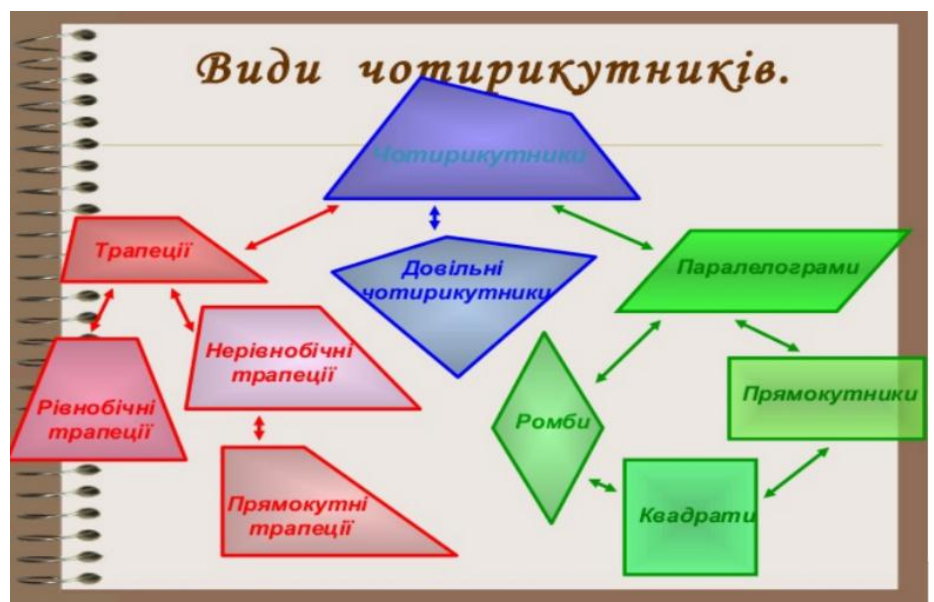 Види чотирикутників.
Чотирикутники
Трапеції
Довільні
чотирикутники
Паралелограми
Нерівнобічні
трапеції
Рівнобічні
трапеції
Ромби
Прямокутники
Прямокутні
трапеції
Квадрати